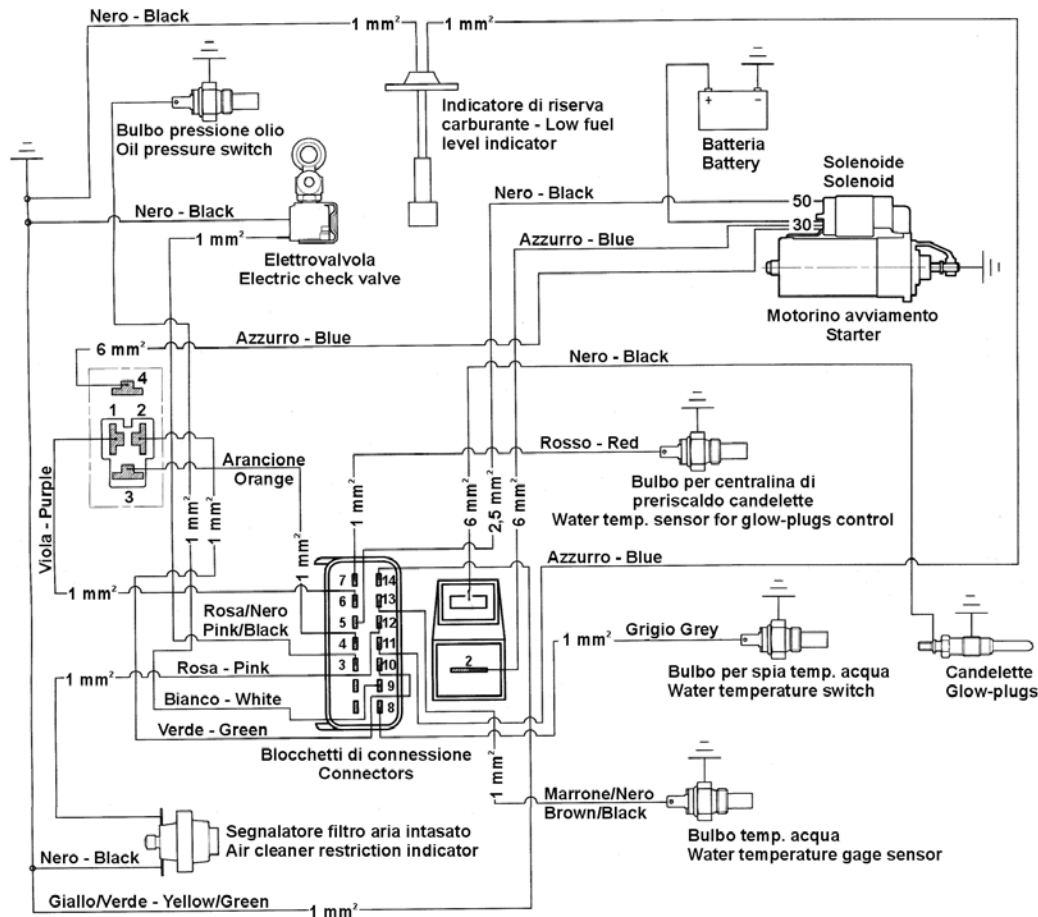 Nero - Black
1 mm²
1 mm²
Bulbo pressione olio
Oil pressure switch
Indicatore di riserva
carburante - Low fuel
level indicator
+
-
Batteria
Battery
Solenoide
Solenoid
Nero - Black
50
Nero - Black
30
1 mm²
Azzurro - Blue
Elettrovalvola
Electric check valve
Motorino avviamento
Starter
Azzurro - Blue
6 mm²
Nero - Black
4
1
2
3
Viola - Purple
Arancione
Orange
1 mm²
1 mm²
1 mm²
1 mm²
Rosso - Red
6 mm²
2,5 mm²
6 mm²
Bulbo per centralina di
preriscaldo candelette
Water temp. sensor for glow-plugs control
Azzurro - Blue
1 mm²
7
14
6
13
5
12
4
11
3
10
9
8
1
2
Rosa/Nero
Pink/Black
Rosa - Pink
1 mm²
Bianco - White
Verde - Green
1 mm²
Grigio Grey
Bulbo per spia temp. acqua
Water temperature switch
Candelette
Glow-plugs
Blocchetti di connessione
Connectors
1 mm²
Marrone/Nero
Brown/Black
Bulbo temp. acqua
Water temperature gage sensor
Segnalatore filtro aria intasato
Air cleaner restriction indicator
Nero - Black
Giallo/Verde - Yellow/Green
1 mm²